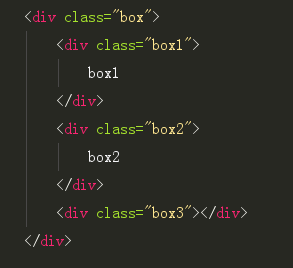 <div class="box">
    <div class="box1">
        box1
    </div>
    <div class="box2">
        box2
    </div>
    <div class="box3"></div>
</div>